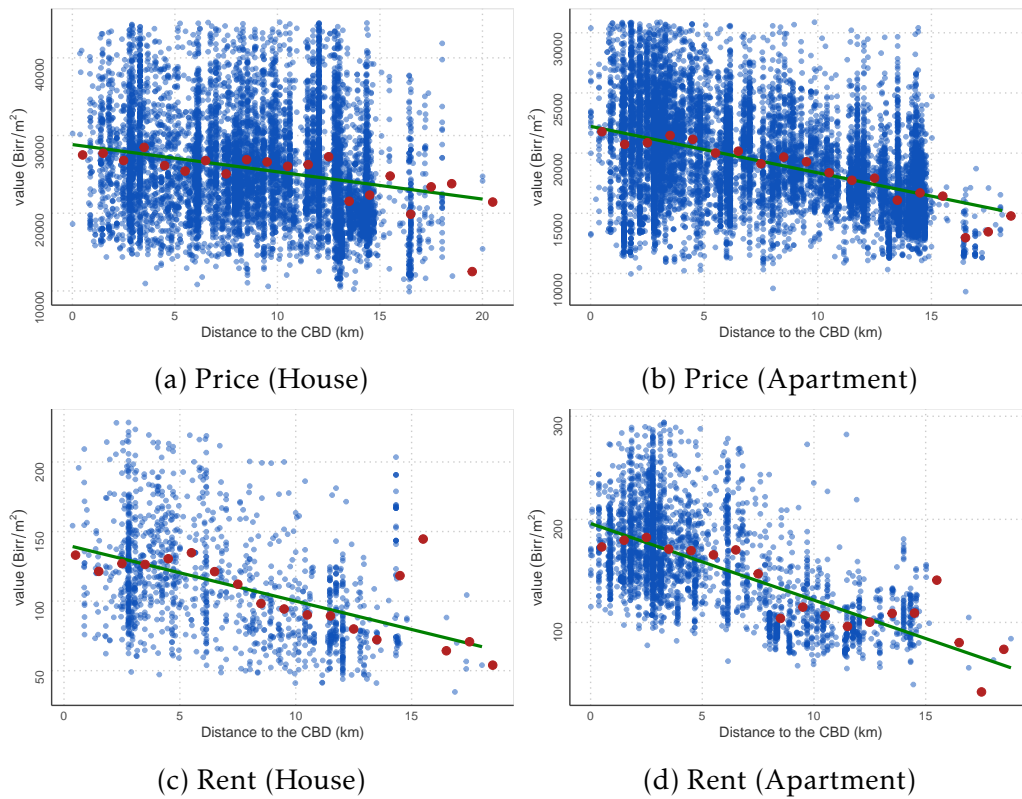 value (Birr/m²)
40000
30000
20000
10000
0
5
10
15
20
Distance to the CBD (km)
(a) Price (House)
value (Birr/m²)
30000
25000
20000
15000
10000
0
5
10
15
Distance to the CBD (km)
(b) Price (Apartment)
value (Birr/m²)
200
150
100
50
0
5
10
15
Distance to the CBD (km)
(c) Rent (House)
value (Birr/m²)
300
200
100
0
5
10
15
Distance to the CBD (km)
(d) Rent (Apartment)